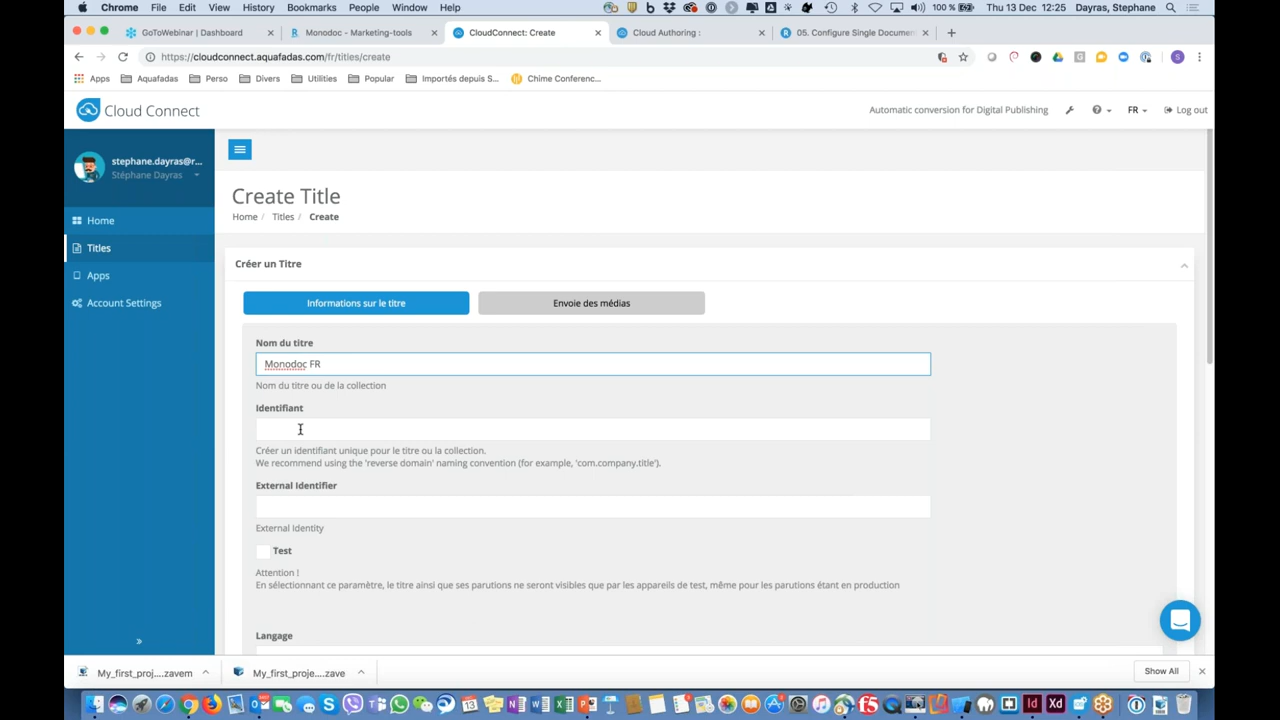 Chrome File Edit View History Bookmarks People Window Help 100 % Thu 13 Dec 12:25 Dayras, Stephane
GoToWebinar | Dashboard
Monodoc - Marketing-tools
CloudConnect: Create
Cloud Authoring :
05. Configure Single Documen
https://cloudconnect.aquafadas.com/fr/titles/create
Apps Aquafadas Perso Divers Utilities Popular Importés depuis S... Chime Conferenc...
Cloud Connect
Automatic conversion for Digital Publishing FR Log out
stephane.dayras@r...
Stéphane Dayras
Home
Titles
Apps
Account Settings
»
Create Title
Home / Titles / Create
Créer un Titre
Informations sur le titre
Envoie des médias
Nom du titre
Monodoc FR
Nom du titre ou de la collection
Identifiant
Créer un identifiant unique pour le titre ou la collection.
We recommend using the 'reverse domain' naming convention (for example, 'com.company.title').
External Identifier
External Identity
Test
Attention !
En sélectionnant ce paramètre, le titre ainsi que ses parutions ne seront visibles que par les appareils de test, même pour les parutions étant en production
Langage
My_first_proj....zavem
My_first_proje....zave
Show All